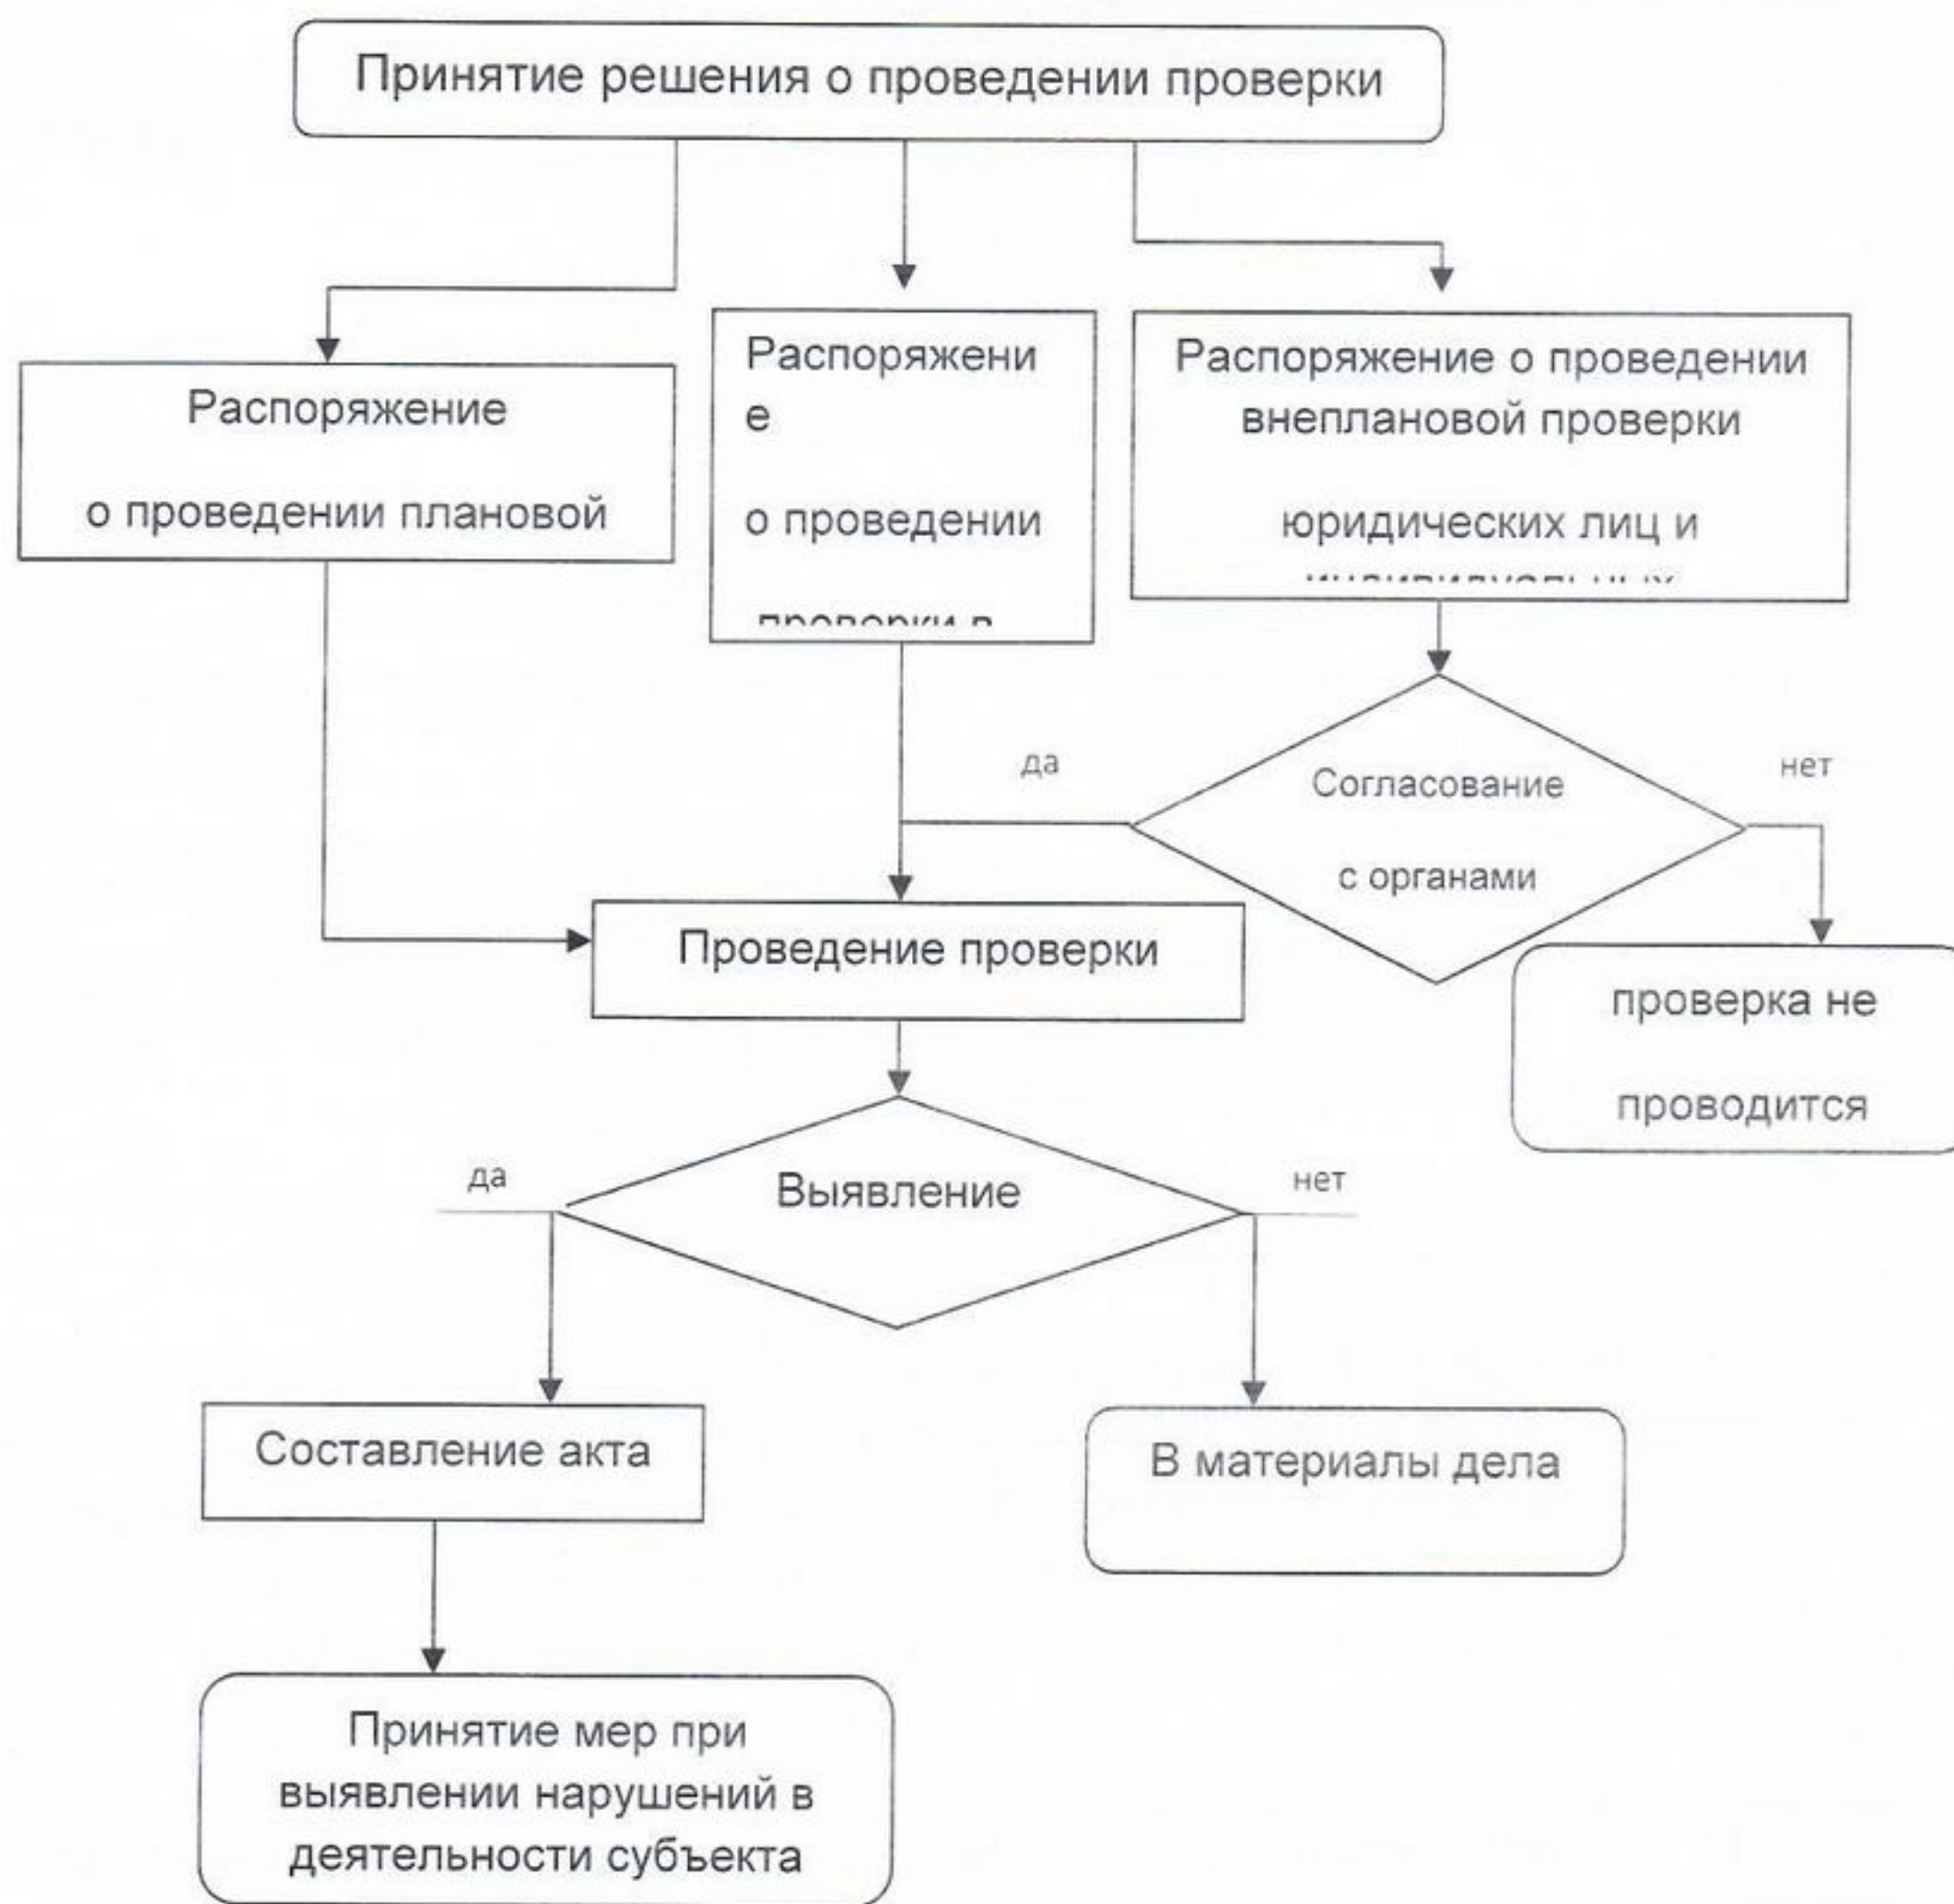 Принятие решения о проведении проверки
Распоряжение
о проведении плановой
Распоряжени
е
о проведении
проверки в
Распоряжение о проведении
внеплановой проверки
юридических лиц и
индивидуальных
да
Согласование
с органами
нет
Проведение проверки
проверка не
проводится
да
Выявление
нет
Составление акта
В материалы дела
Принятие мер при
выявлении нарушений в
деятельности субъекта